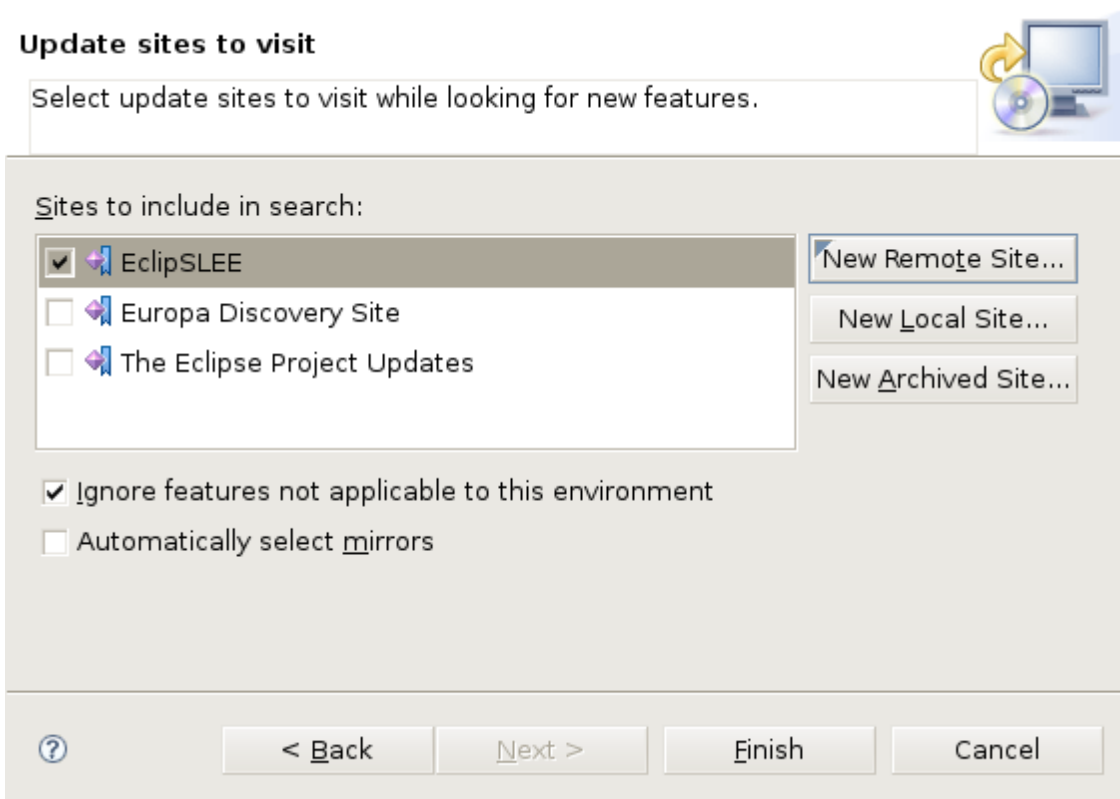 Update sites to visit
Select update sites to visit while looking for new features.
Sites to include in search:
EclipSLEE
Europa Discovery Site
The Eclipse Project Updates
New Remote Site...
New Local Site...
New Archived Site...
Ignore features not applicable to this environment
Automatically select mirrors
? < Back Next > Finish Cancel